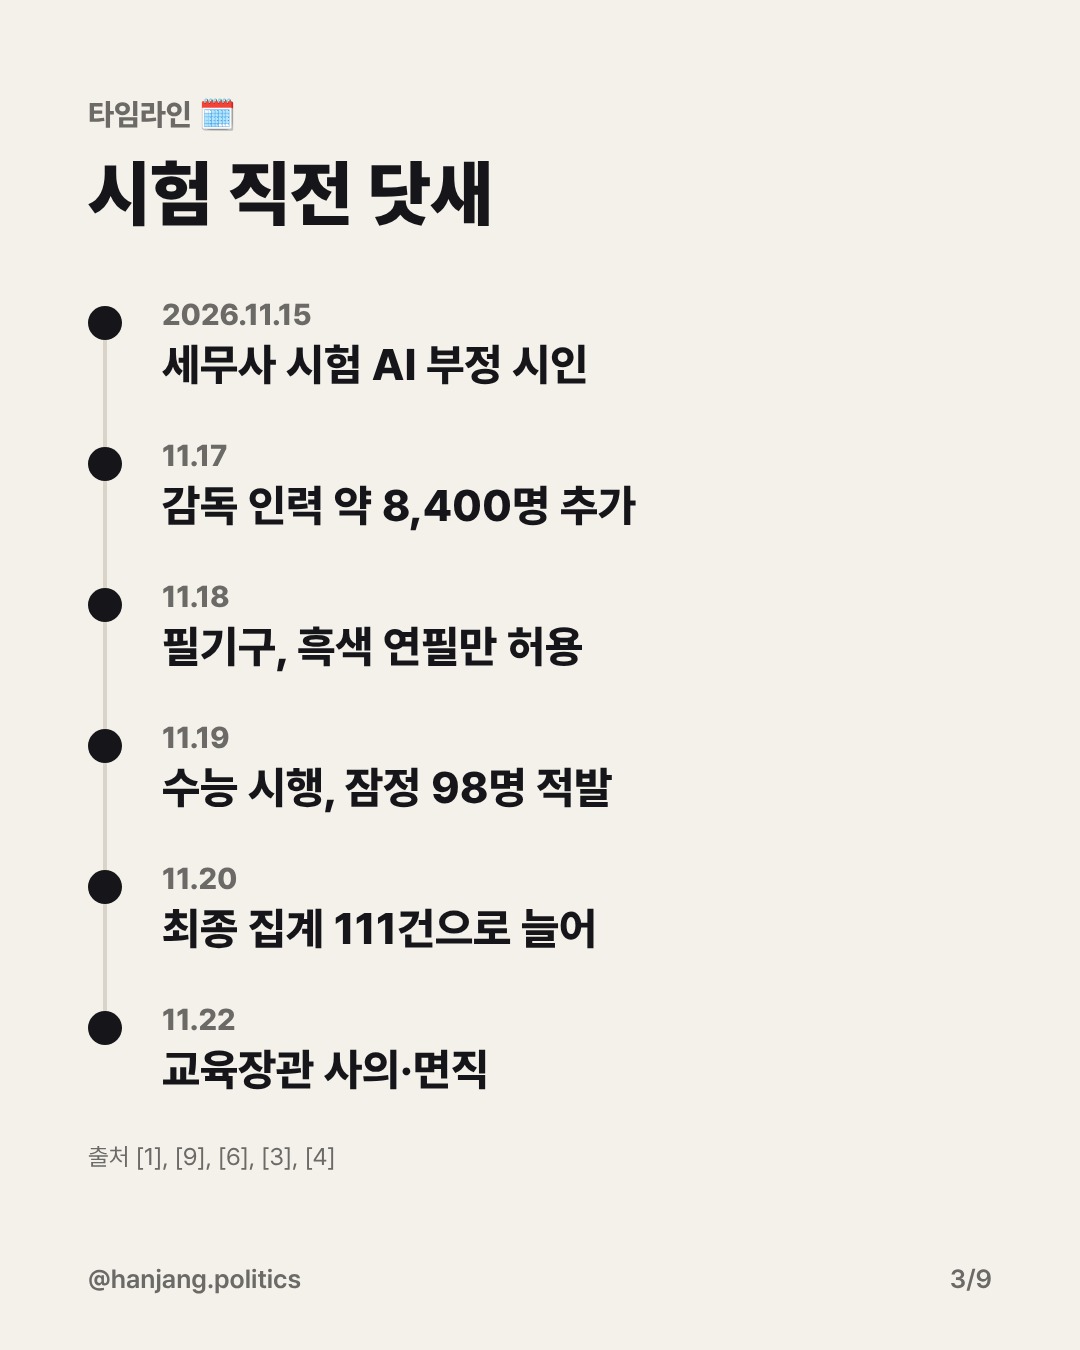 타임라인 🗓️
시험 직전 닷새
2026.11.15
세무사 시험 AI 부정 시인
11.17
감독 인력 약 8,400명 추가
11.18
필기구, 흑색 연필만 허용
11.19
수능 시행, 잠정 98명 적발
11.20
최종 집계 111건으로 늘어
11.22
교육장관 사의·면직
출처 [1], [9], [6], [3], [4]
@hanjang.politics
3/9